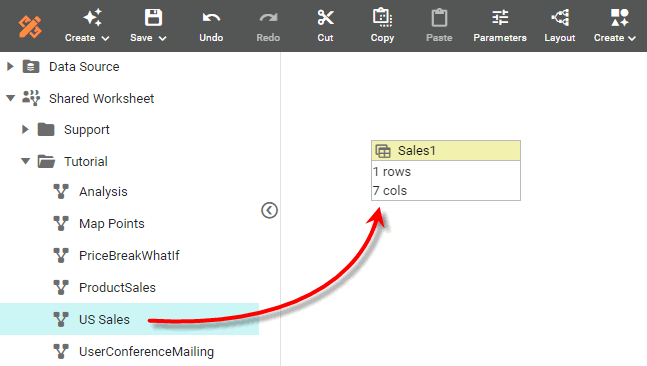 Create Save Undo Redo Cut Copy Paste Parameters Layout Create
Data Source
Shared Worksheet
Support
Tutorial
Analysis
Map Points
PriceBreakWhatIf
ProductSales
US Sales
UserConferenceMailing
Sales1
1 rows
7 cols